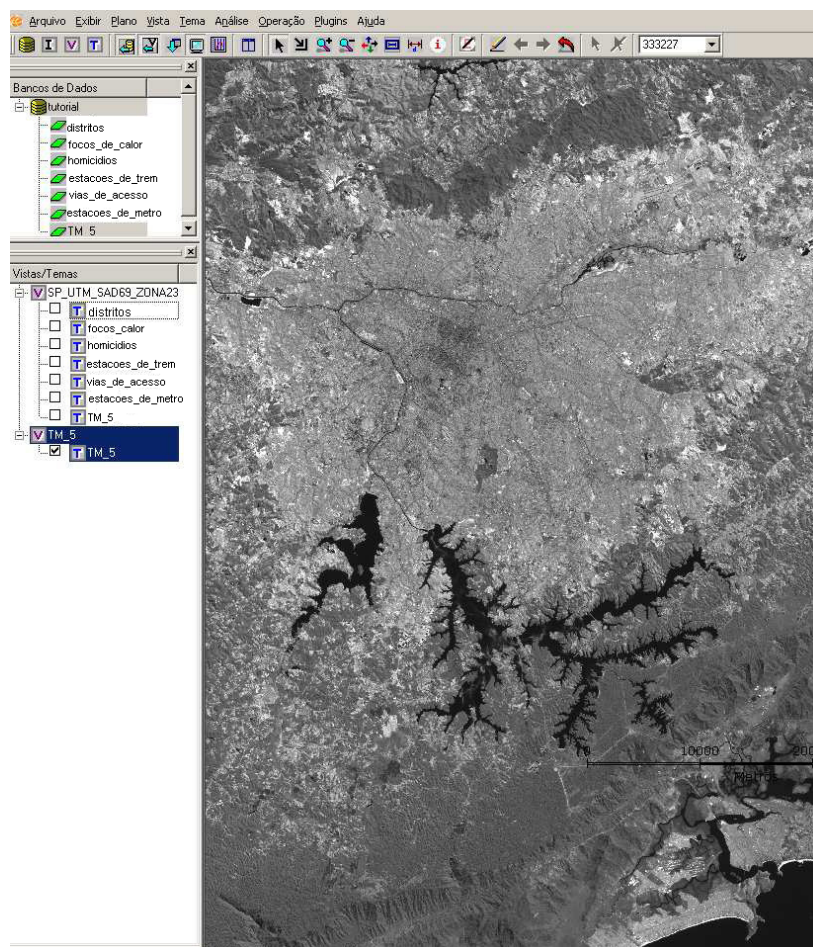 Arquivo Exibir Plano Vista Tema Análise Operação Plugins Ajuda
I V T 333227
Bancos de Dados
tutorial
distritos
focos_de_calor
homicidios
estacoes_de_trem
vias_de_acesso
estacoes_de_metro
TM_5
Vistas/Temas
V SP_UTM_SAD69_ZONA23
T distritos
T focos_calor
T homicidios
T estacoes_de_trem
T vias_de_acesso
T estacoes_de_metro
T TM_5
V TM_5
T TM_5
0 10000 200
Metros